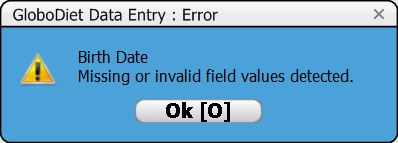 GloboDiet Data Entry : Error
Birth Date
Missing or invalid field values detected.
Ok [O]